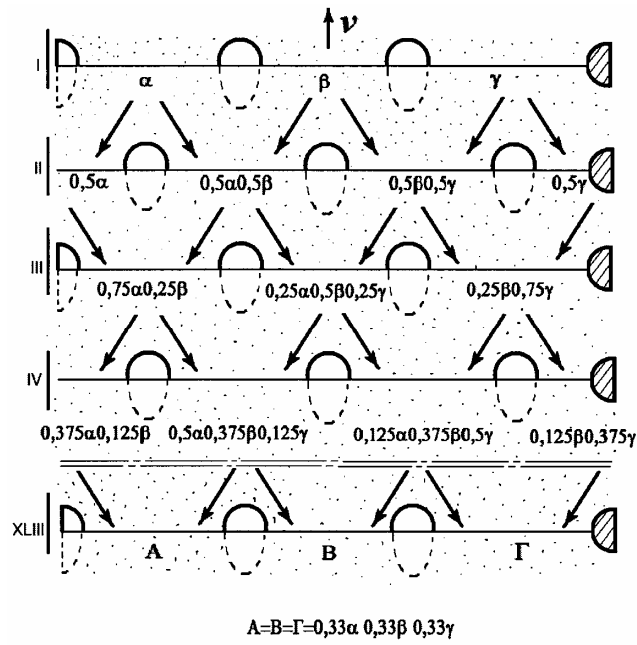 v
I
α β γ
II
0,5α 0,5α0,5β 0,5β0,5γ 0,5γ
III
0,75α0,25β 0,25α0,5β0,25γ 0,25β0,75γ
IV
0,375α0,125β 0,5α0,375β0,125γ 0,125α0,375β0,5γ 0,125β0,375γ
XLIII
Α Β Γ
Α=Β=Γ=0,33α 0,33β 0,33γ